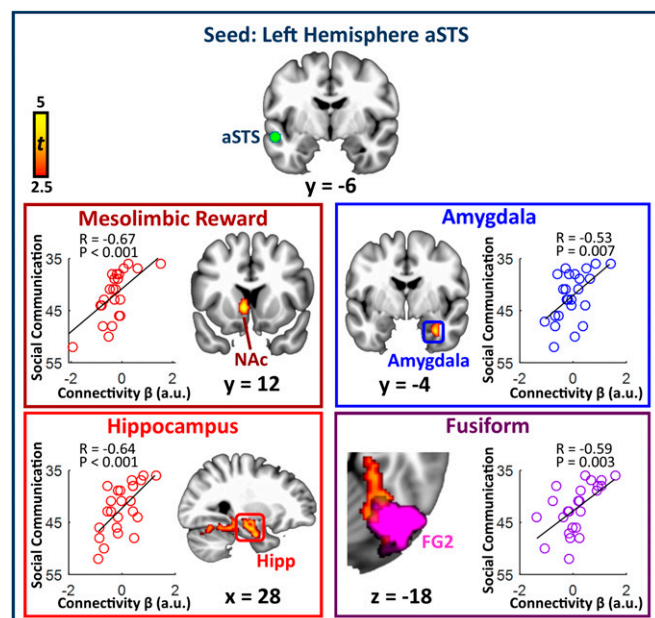 Seed: Left Hemisphere aSTS
5
t
2.5
aSTS
y = -6
Mesolimbic Reward
R = -0.67
P < 0.001
Social Communication
35
45
55
-2
0
2
Connectivity β (a.u.)
NAc
y = 12
Amygdala
Amygdala
y = -4
R = -0.53
P = 0.007
Social Communication
35
45
55
-2
0
2
Connectivity β (a.u.)
Hippocampus
R = -0.64
P < 0.001
Social Communication
35
45
55
-2
0
2
Connectivity β (a.u.)
Hipp
x = 28
Fusiform
FG2
z = -18
R = -0.59
P = 0.003
Social Communication
35
45
55
-2
0
2
Connectivity β (a.u.)